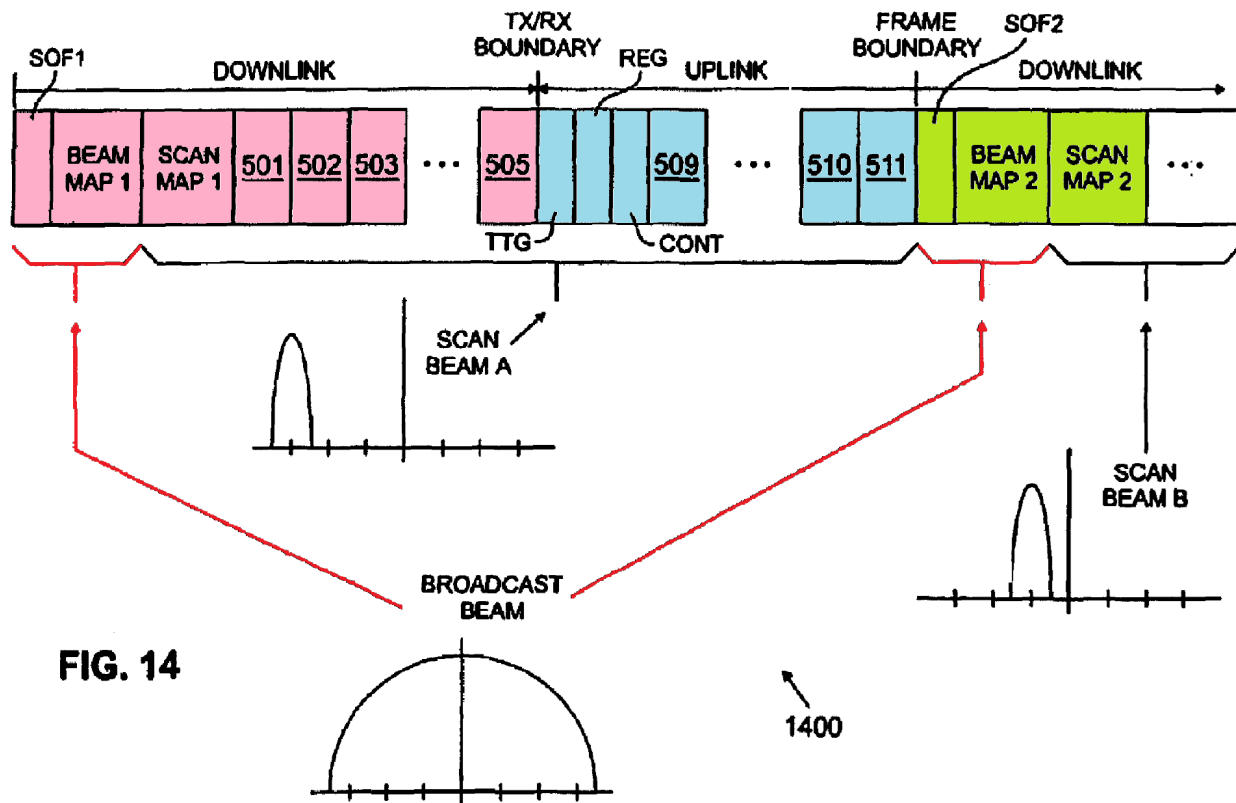 TX/RX
BOUNDARY
FRAME
BOUNDARY
SOF1
DOWNLINK
REG
UPLINK
SOF2
DOWNLINK
BEAM
MAP 1
SCAN
MAP 1
501
502
503
...
505
509
...
510
511
BEAM
MAP 2
SCAN
MAP 2
...
TTG
CONT
SCAN
BEAM A
SCAN
BEAM B
BROADCAST
BEAM
FIG. 14
1400